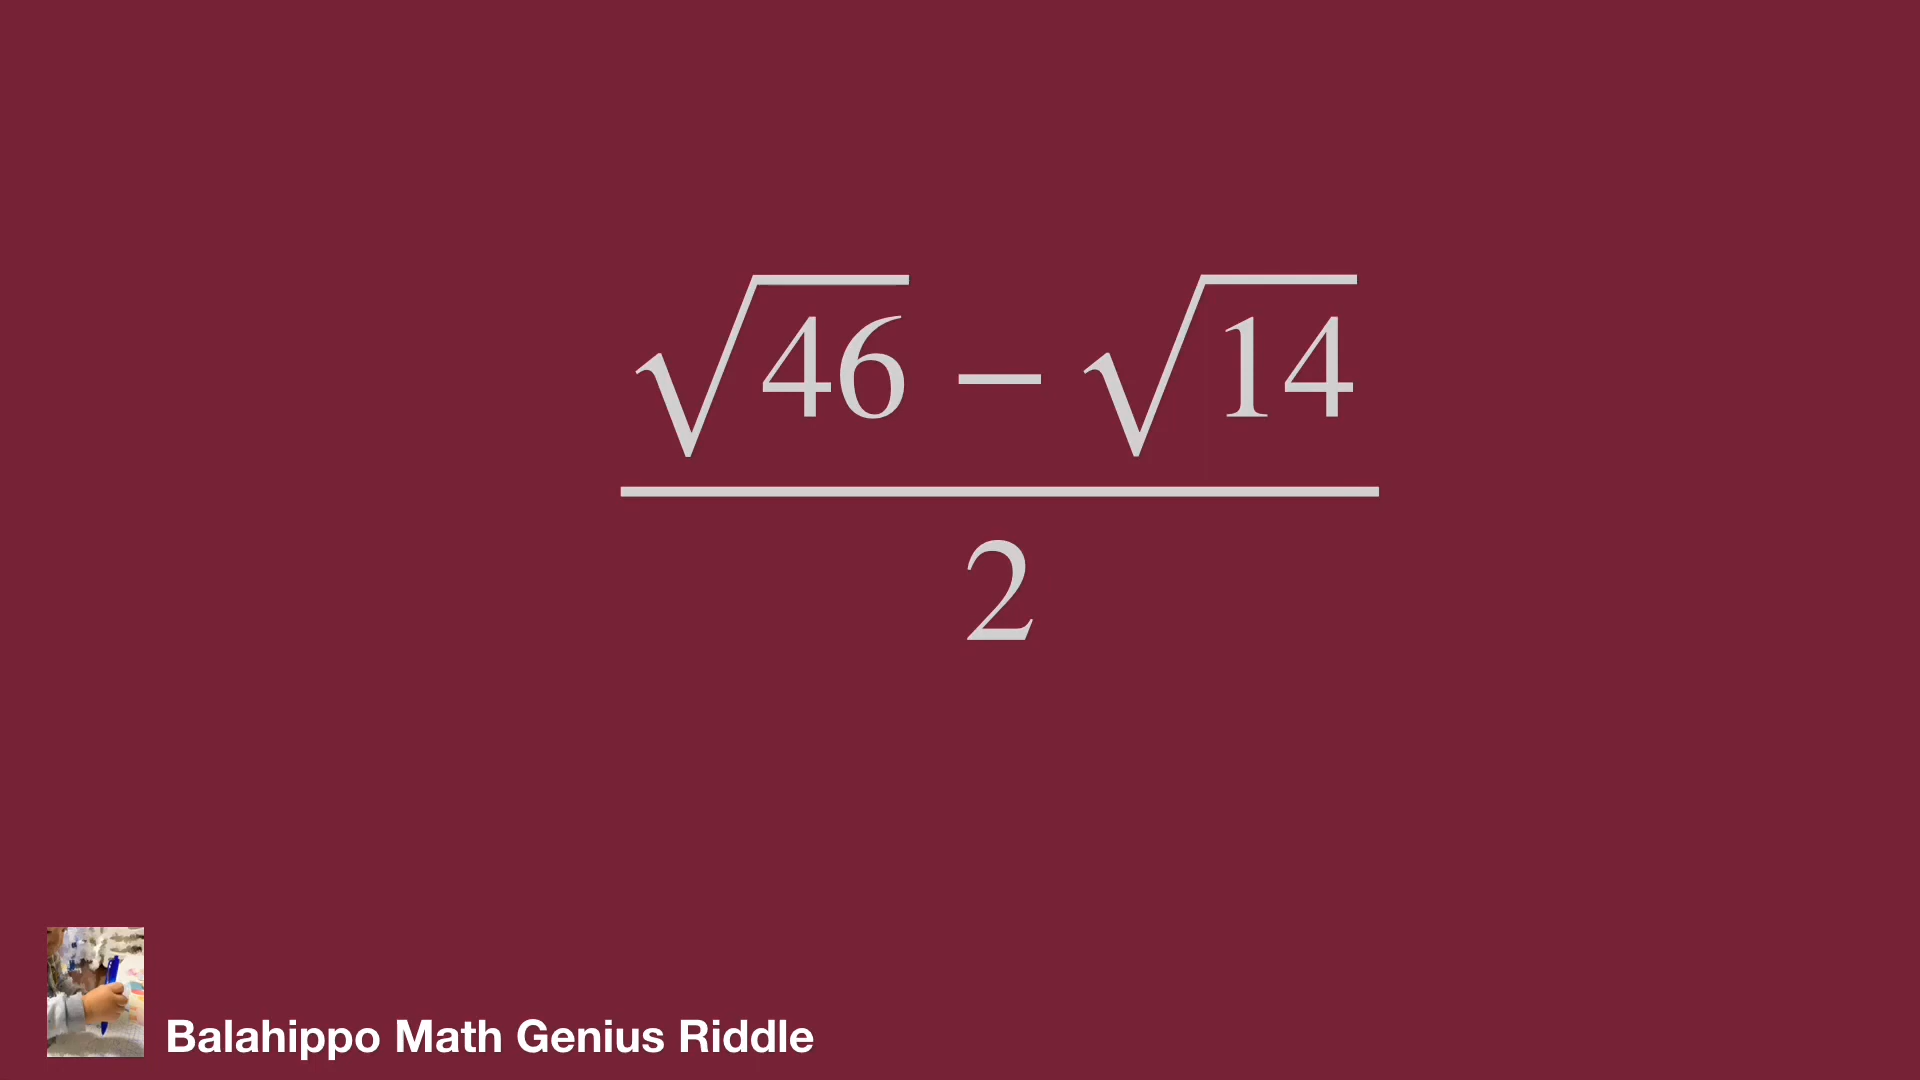 √46 − √14
2
Balahippo Math Genius Riddle